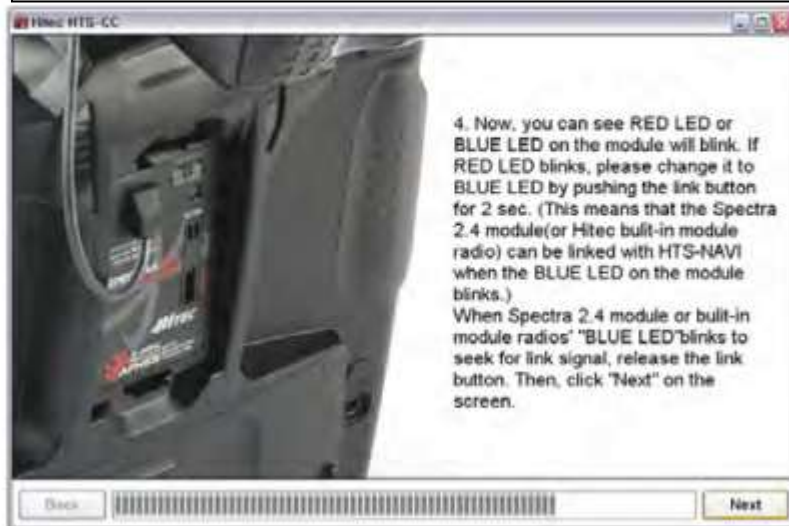 Hitec HTS-CC
4. Now, you can see RED LED or
BLUE LED on the module will blink. If
RED LED blinks, please change it to
BLUE LED by pushing the link button
for 2 sec. (This means that the Spectra
2.4 module(or Hitec bulit-in module
radio) can be linked with HTS-NAVI
when the BLUE LED on the module
blinks.)
When Spectra 2.4 module or bulit-in
module radios' "BLUE LED"blinks to
seek for link signal, release the link
button. Then, click "Next" on the
screen.
HITEC
Back
Next